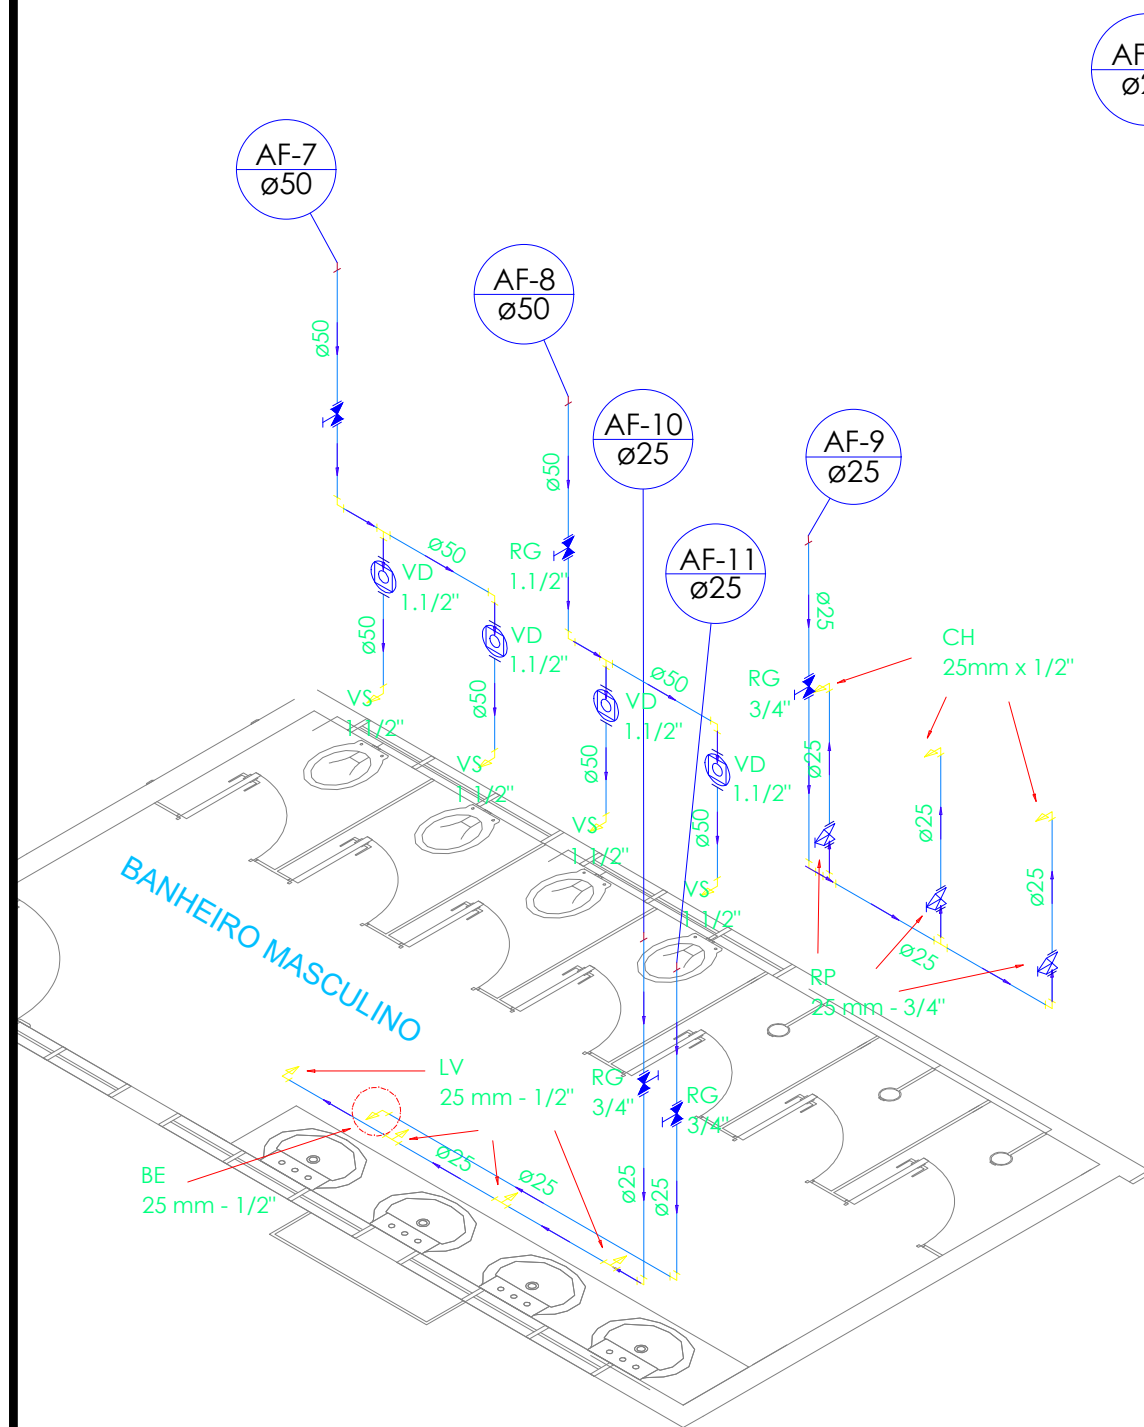 AF-7
ø50
AF-8
ø50
AF-10
ø25
AF-9
ø25
AF-11
ø25
AF
ø50
ø50
ø50
RG
1.1/2"
VD
1.1/2"
ø50
VD
1.1/2"
ø50
VS
1.1/2"
ø50
VS
1.1/2"
VD
1.1/2"
ø50
VS
1.1/2"
VD
1.1/2"
ø50
VS
1.1/2"
ø25
RG
3/4"
CH
25mm x 1/2"
ø25
ø25
ø25
ø25
RP
25 mm - 3/4"
BANHEIRO MASCULINO
LV
25 mm - 1/2"
RG
3/4"
RG
3/4"
ø25
ø25
ø25
ø25
BE
25 mm - 1/2"